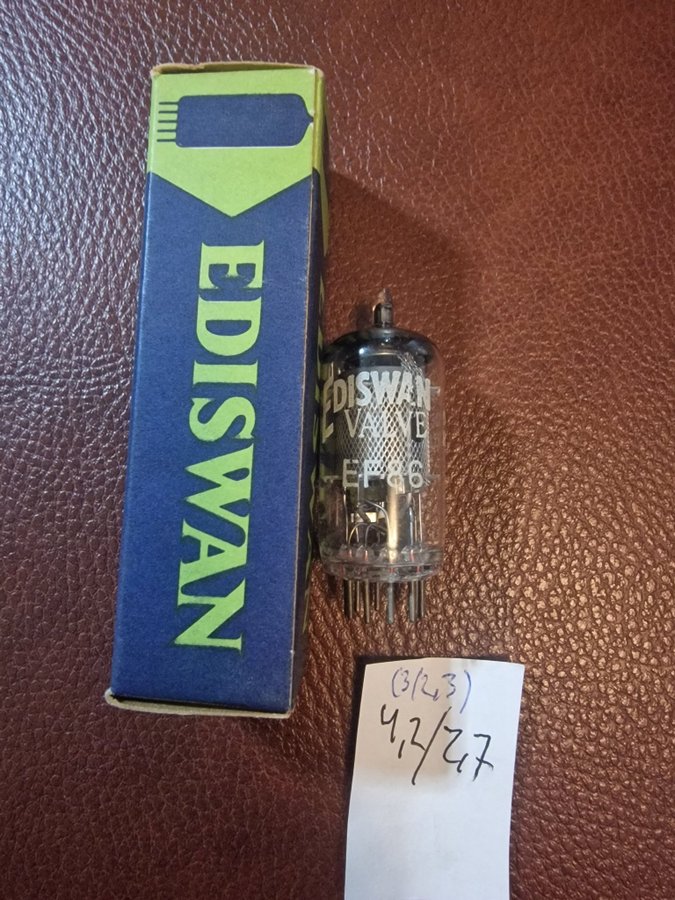 EDISWAN
EDISWAN
VALVE
EF86
(3/2,3)
4,2/2,7